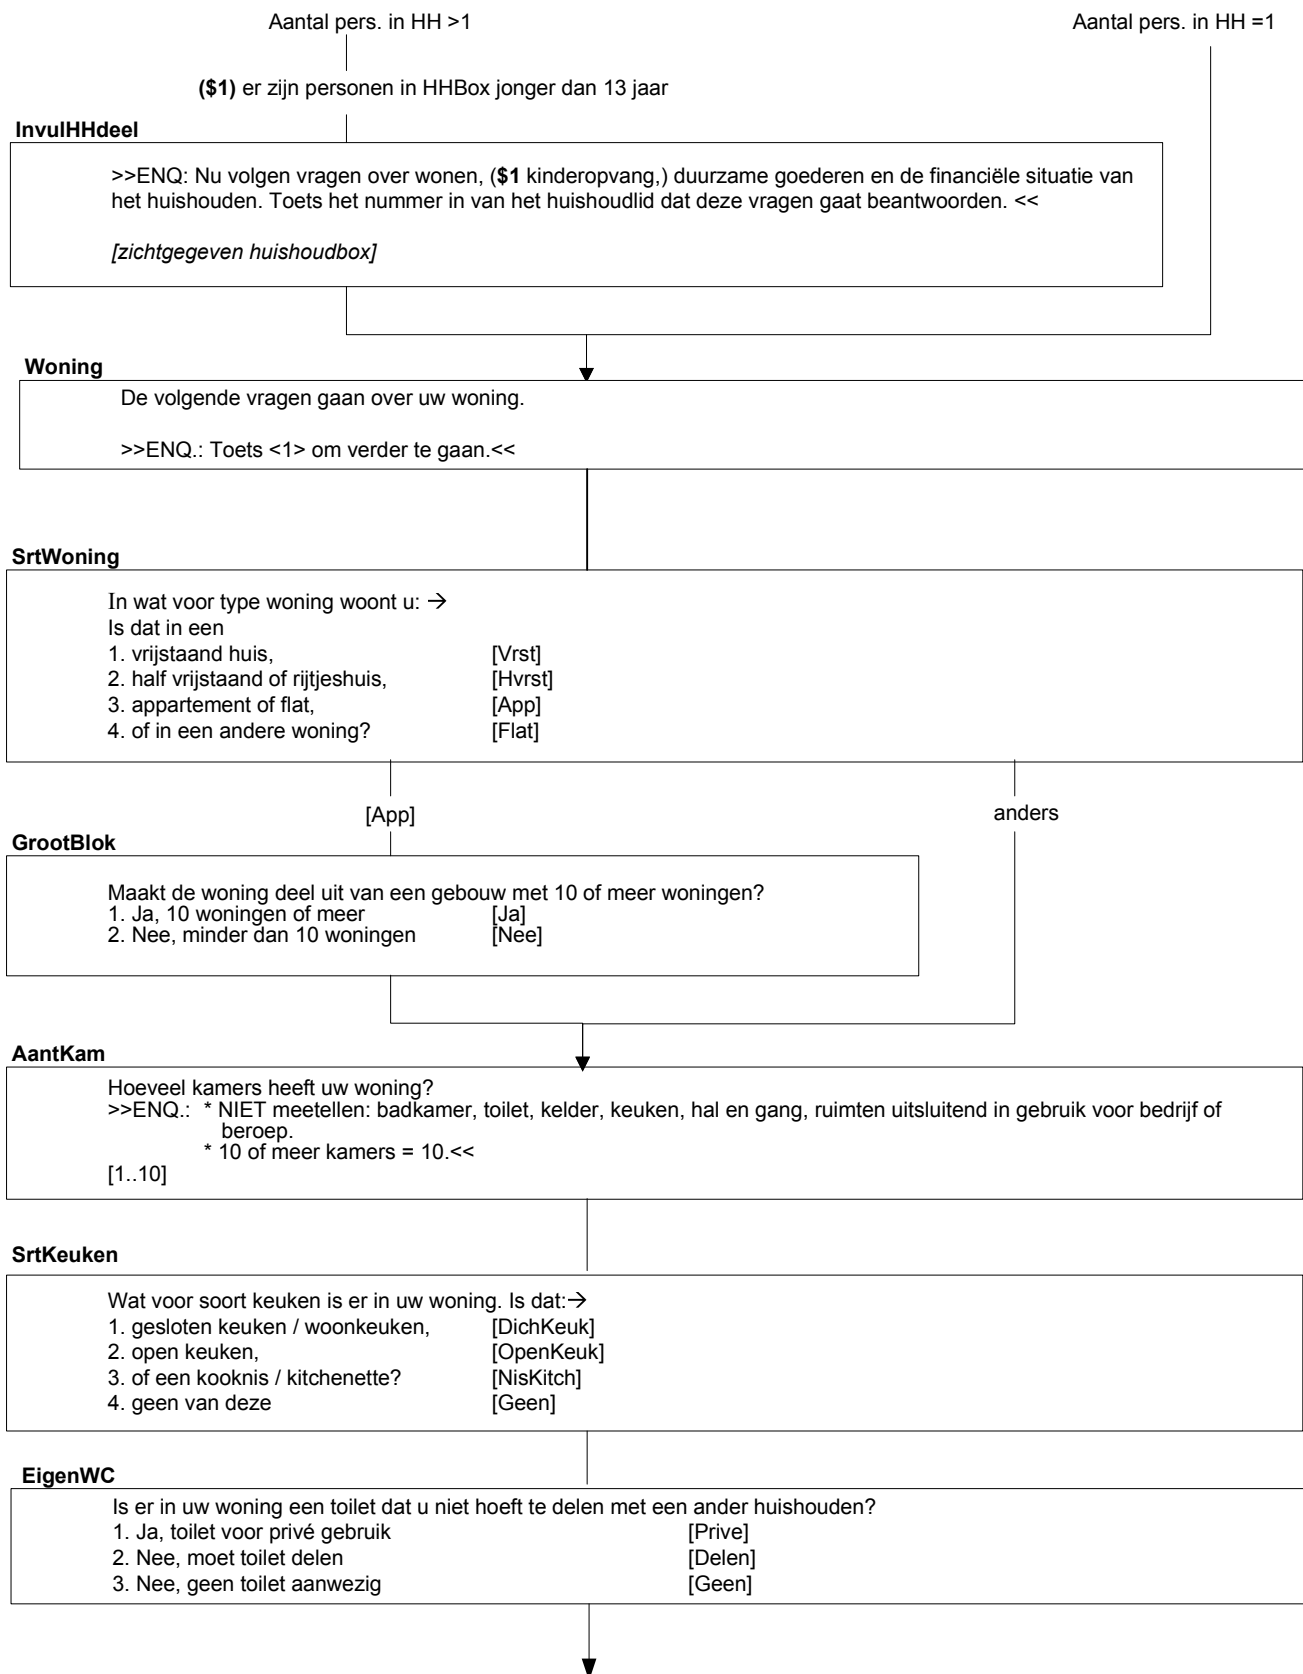 Aantal pers. in HH >1 Aantal pers. in HH =1
($1) er zijn personen in HHBox jonger dan 13 jaar
InvulHHdeel
>>ENQ: Nu volgen vragen over wonen, ($1 kinderopvang,) duurzame goederen en de financiële situatie van
het huishouden. Toets het nummer in van het huishoudlid dat deze vragen gaat beantwoorden. <<
[zichtgegeven huishoudbox]
Woning
De volgende vragen gaan over uw woning.
>>ENQ.: Toets <1> om verder te gaan.<<
SrtWoning
In wat voor type woning woont u: →
Is dat in een
1. vrijstaand huis, [Vrst]
2. half vrijstaand of rijtjeshuis, [Hvrst]
3. appartement of flat, [App]
4. of in een andere woning? [Flat]
[App] anders
GrootBlok
Maakt de woning deel uit van een gebouw met 10 of meer woningen?
1. Ja, 10 woningen of meer [Ja]
2. Nee, minder dan 10 woningen [Nee]
AantKam
Hoeveel kamers heeft uw woning?
>>ENQ.: * NIET meetellen: badkamer, toilet, kelder, keuken, hal en gang, ruimten uitsluitend in gebruik voor bedrijf of
beroep.
* 10 of meer kamers = 10.<<
[1..10]
SrtKeuken
Wat voor soort keuken is er in uw woning. Is dat:→
1. gesloten keuken / woonkeuken, [DichKeuk]
2. open keuken, [OpenKeuk]
3. of een kooknis / kitchenette? [NisKitch]
4. geen van deze [Geen]
EigenWC
Is er in uw woning een toilet dat u niet hoeft te delen met een ander huishouden?
1. Ja, toilet voor privé gebruik [Prive]
2. Nee, moet toilet delen [Delen]
3. Nee, geen toilet aanwezig [Geen]